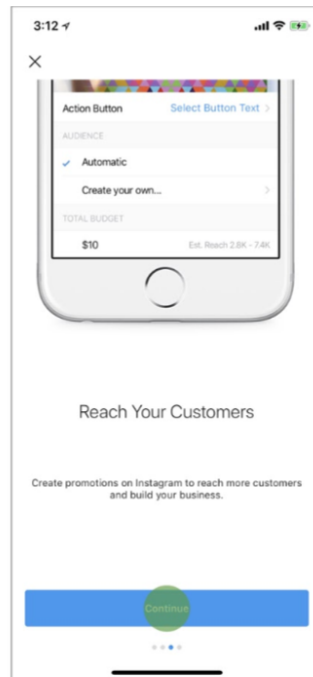 3:12
Action Button Select Button Text >
AUDIENCE
✓ Automatic
Create your own... >
TOTAL BUDGET
$10 Est. Reach 2.8K – 7.4K
Reach Your Customers
Create promotions on Instagram to reach more customers
and build your business.
Continue